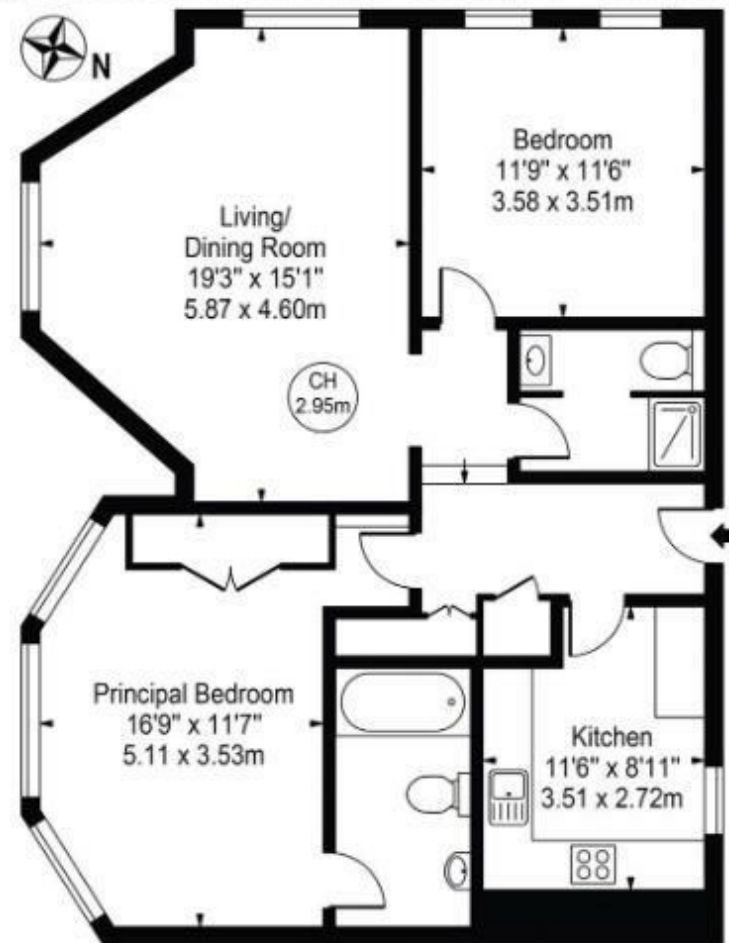 N
Bedroom
11'9" x 11'6"
3.58 x 3.51m
Living/
Dining Room
19'3" x 15'1"
5.87 x 4.60m
CH
2.95m
Principal Bedroom
16'9" x 11'7"
5.11 x 3.53m
Kitchen
11'6" x 8'11"
3.51 x 2.72m